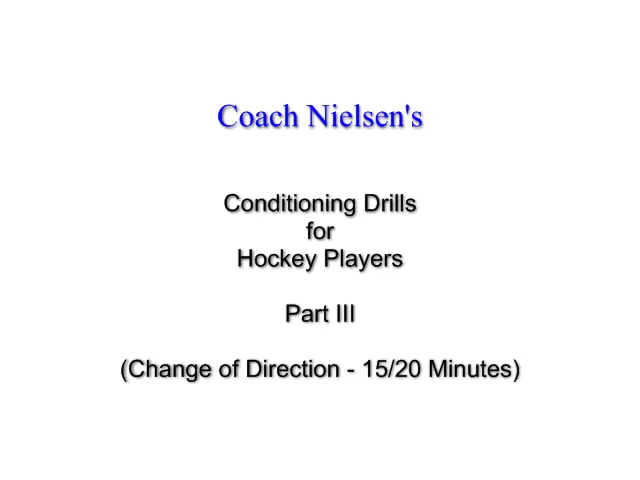 Coach Nielsen's
Conditioning Drills
for
Hockey Players
Part III
(Change of Direction - 15/20 Minutes)